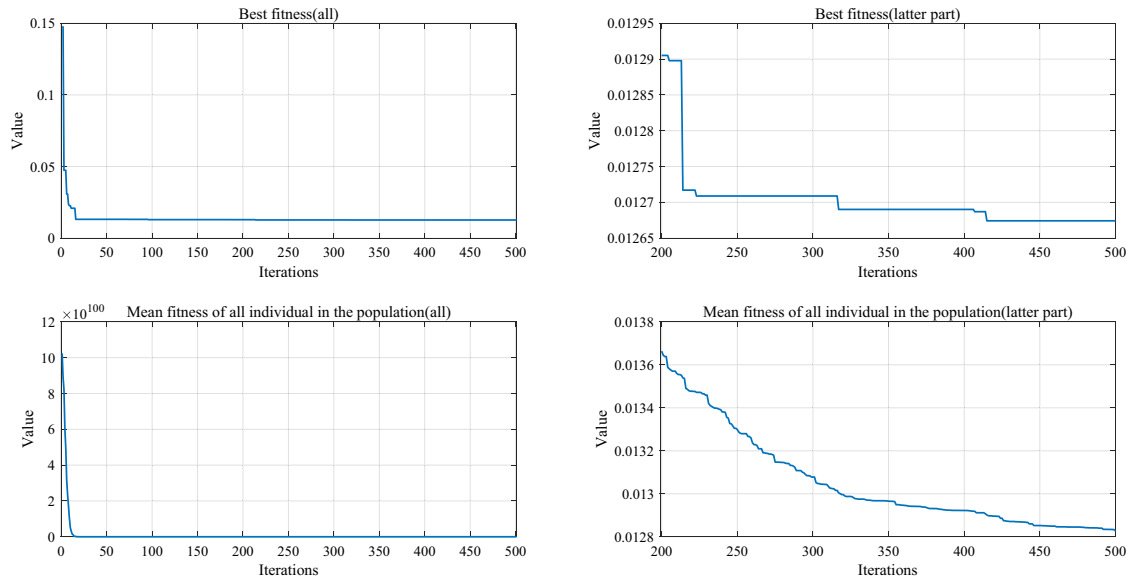 Best fitness(all)
0.15
0.1
0.05
0
Value
0 50 100 150 200 250 300 350 400 450 500
Iterations
Best fitness(latter part)
0.01295
0.0129
0.01285
0.0128
0.01275
0.0127
0.01265
Value
200 250 300 350 400 450 500
Iterations
Mean fitness of all individual in the population(all)
×10^100
12
10
8
6
4
2
0
Value
0 50 100 150 200 250 300 350 400 450 500
Iterations
Mean fitness of all individual in the population(latter part)
0.0138
0.0136
0.0134
0.0132
0.013
0.0128
Value
200 250 300 350 400 450 500
Iterations